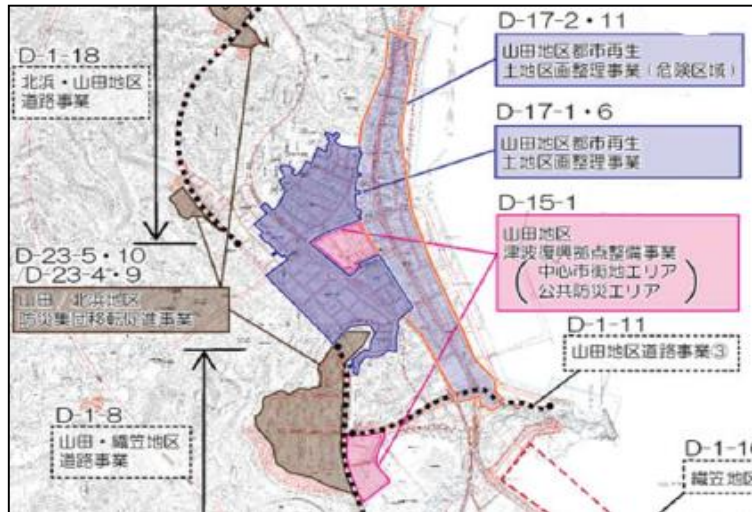 D-17-2・11
山田地区都市再生
土地区画整理事業(危険区域)
D-1-18
北浜・山田地区
道路事業
D-17-1・6
山田地区都市再生
土地区画整理事業
D-15-1
山田地区
津波復興拠点整備事業
(中心市街地エリア
公共防災エリア)
D-23-5・10
D-23-4・9
山田/北浜地区
防災集団移転促進事業
D-1-11
山田地区道路事業③
D-1-8
山田・織笠地区
道路事業
織笠地区